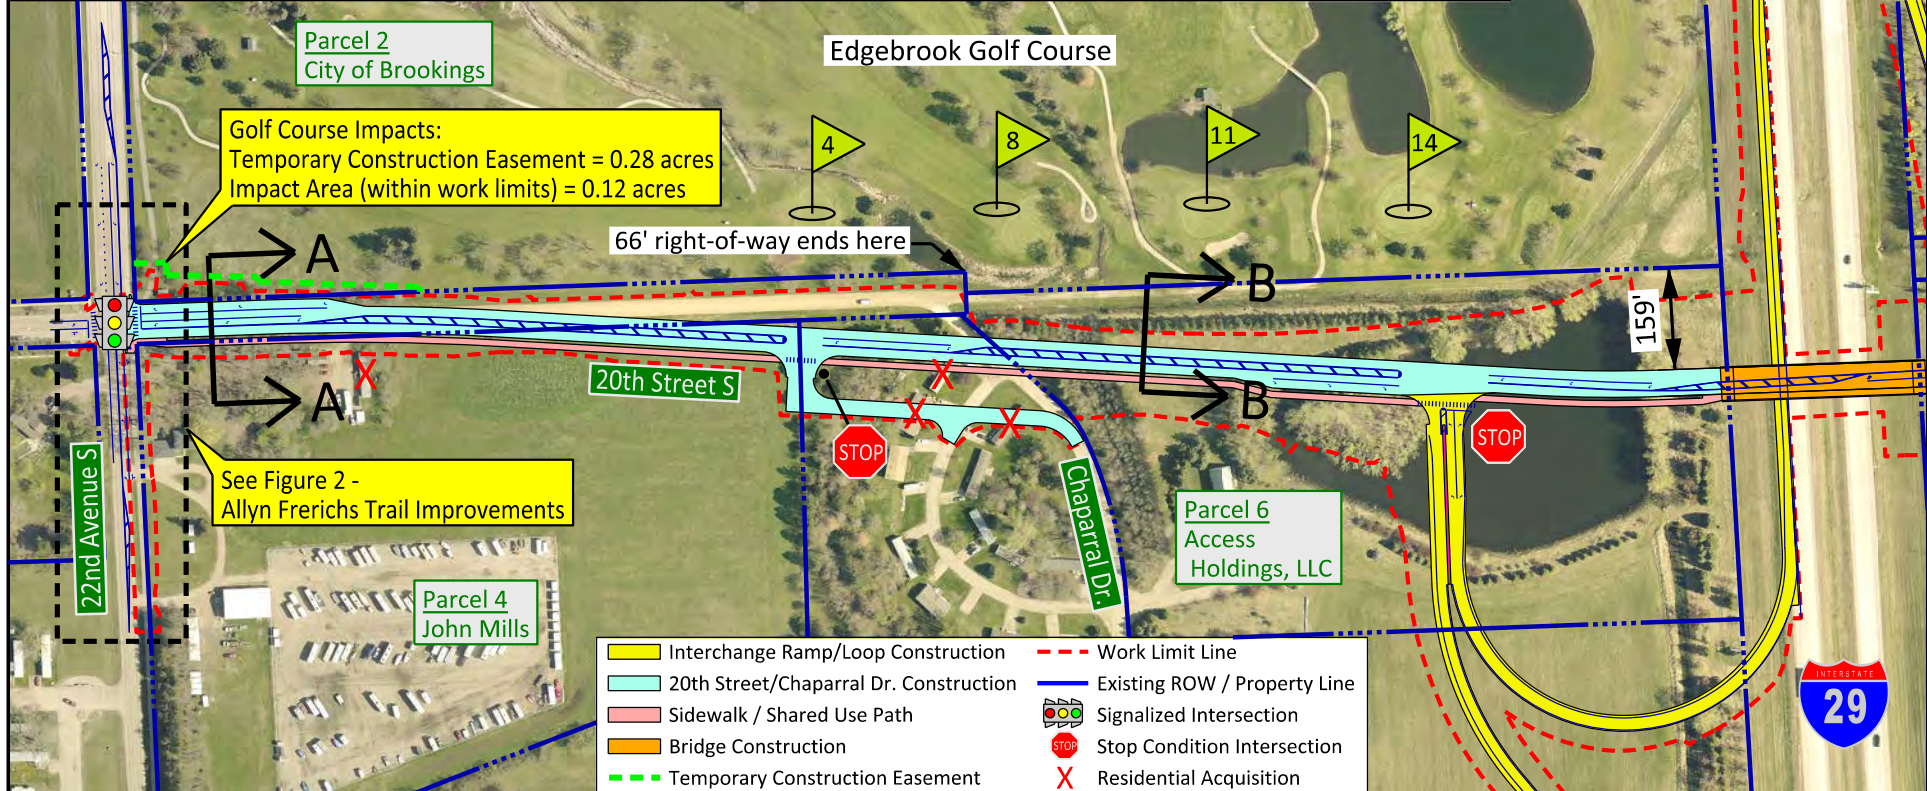 Parcel 2
City of Brookings
Edgebrook Golf Course
Golf Course Impacts:
Temporary Construction Easement = 0.28 acres
Impact Area (within work limits) = 0.12 acres
4
8
11
14
66' right-of-way ends here
A
B
159'
A
B
20th Street S
STOP
STOP
22nd Avenue S
See Figure 2 -
Allyn Frerichs Trail Improvements
Chaparral Dr.
Parcel 6
Access
Holdings, LLC
Parcel 4
John Mills
Interchange Ramp/Loop Construction
20th Street/Chaparral Dr. Construction
Sidewalk / Shared Use Path
Bridge Construction
Temporary Construction Easement
Work Limit Line
Existing ROW / Property Line
Signalized Intersection
STOP
Stop Condition Intersection
X
Residential Acquisition
INTERSTATE
29